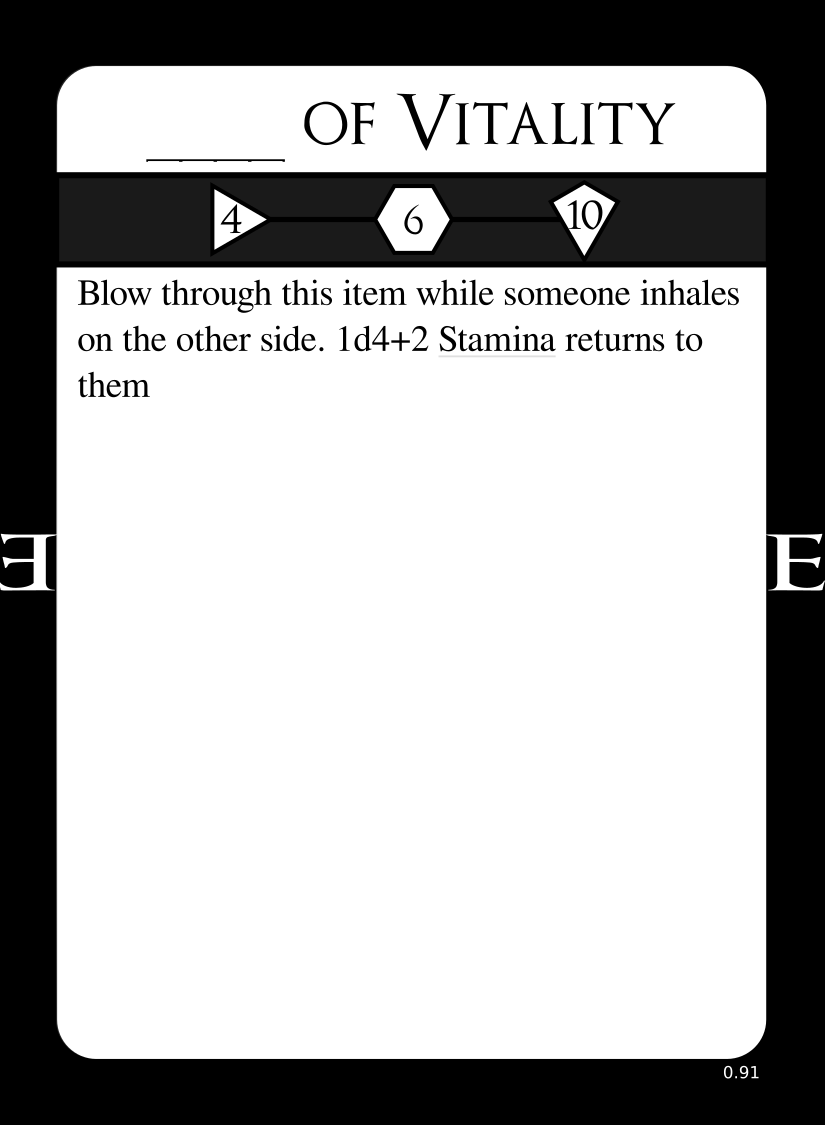 ____ of Vitality
4 6 10
Blow through this item while someone inhales
on the other side. 1d4+2 Stamina returns to
them
E E
0.91